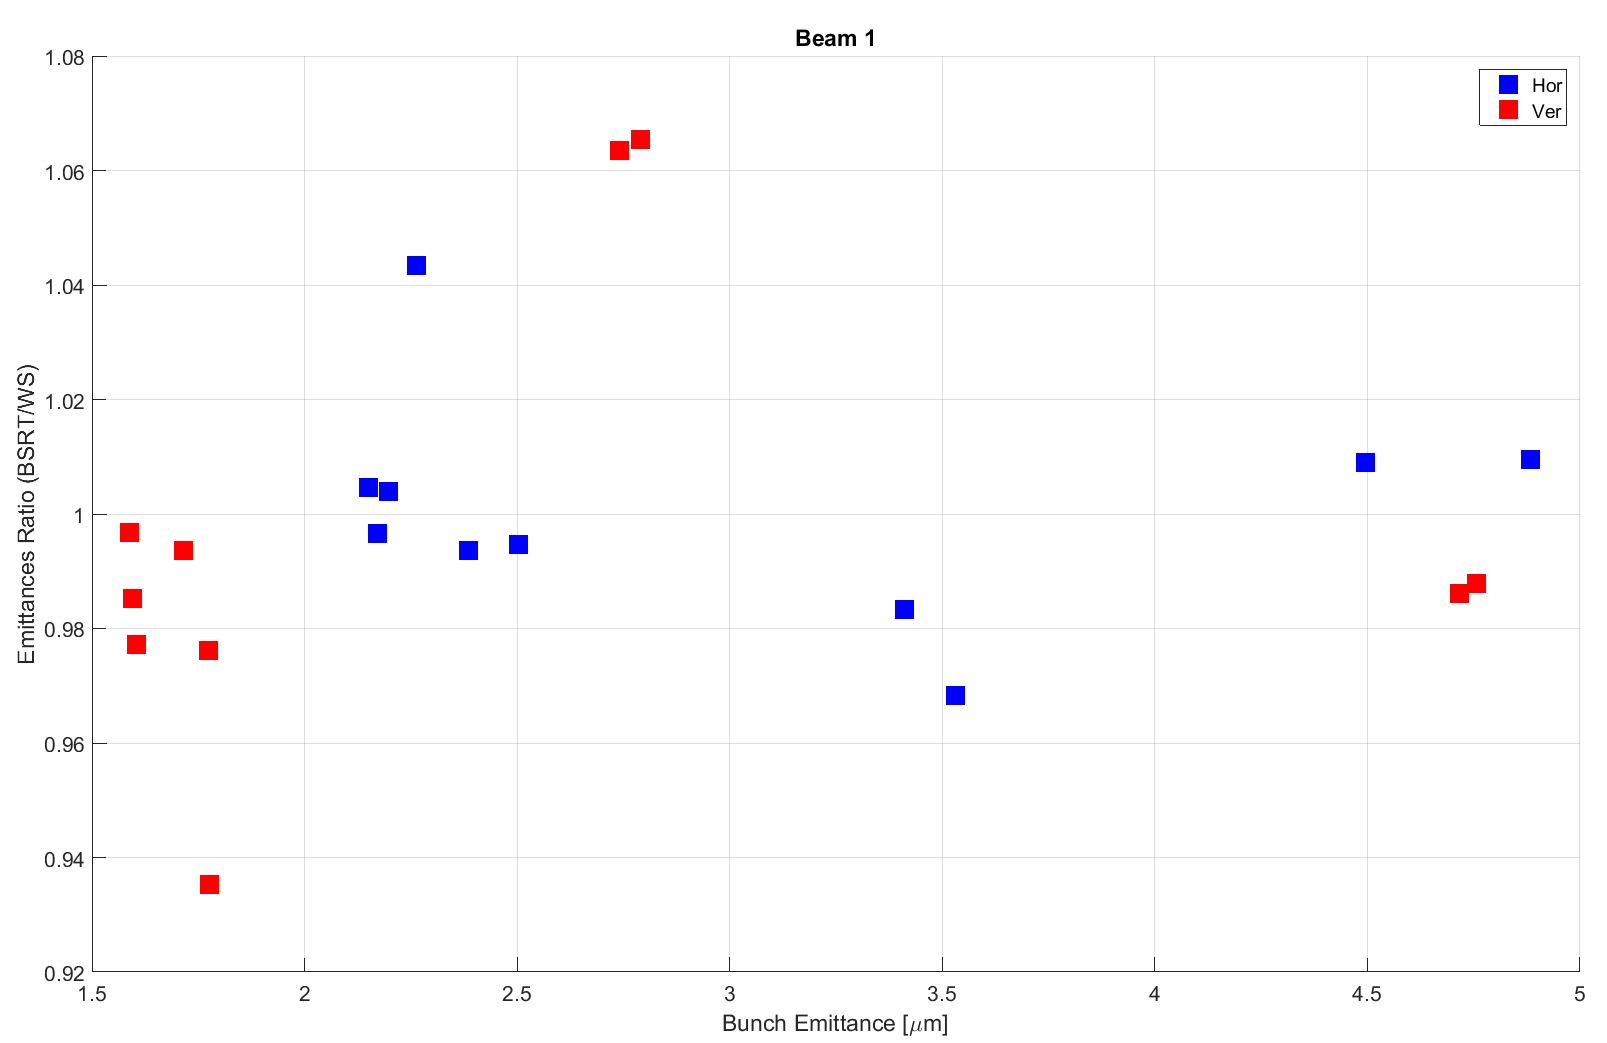 Beam 1
1.08
1.06
1.04
1.02
1
0.98
0.96
0.94
0.92
Emittances Ratio (BSRT/WS)
Hor
Ver
1.5 2 2.5 3 3.5 4 4.5 5
Bunch Emittance [μm]